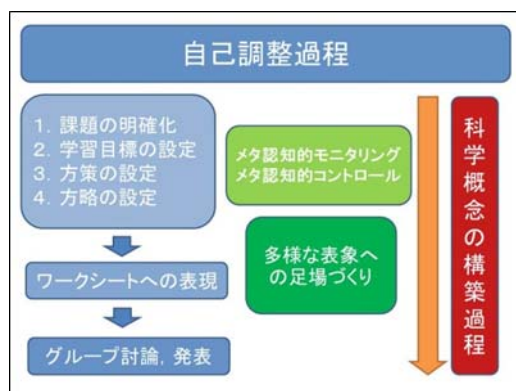 自己調整過程
1. 課題の明確化
2. 学習目標の設定
3. 方策の設定
4. 方略の設定
メタ認知的モニタリング
メタ認知的コントロール
多様な表象へ
の足場づくり
ワークシートへの表現
グループ討論, 発表
科学概念の構築過程